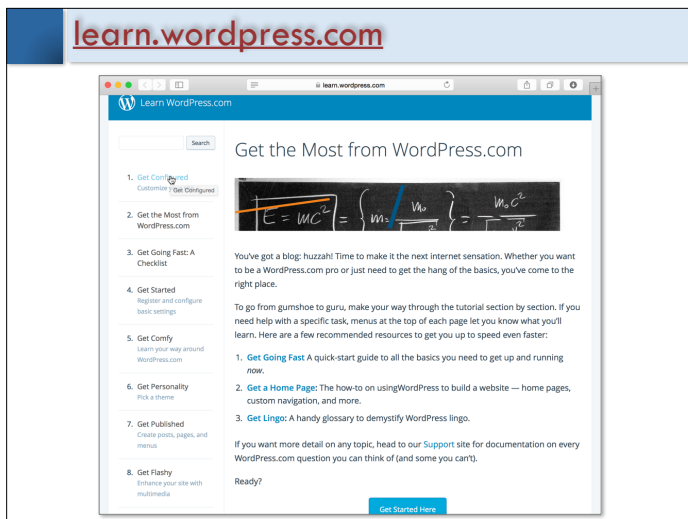 learn.wordpress.com
learn.wordpress.com
Learn WordPress.com
Search
1. Get Configured
Customize
Get Configured
2. Get the Most from
WordPress.com
3. Get Going Fast: A
Checklist
4. Get Started
Register and configure
basic settings
5. Get Comfy
Learn your way around
WordPress.com
6. Get Personality
Pick a theme
7. Get Published
Create posts, pages, and
menus
8. Get Flashy
Enhance your site with
multimedia
Get the Most from WordPress.com
E = mc² = { m = m₀ } = m₀c²
You've got a blog: huzzah! Time to make it the next internet sensation. Whether you want
to be a WordPress.com pro or just need to get the hang of the basics, you've come to the
right place.
To go from gumshoe to guru, make your way through the tutorial section by section. If you
need help with a specific task, menus at the top of each page let you know what you'll
learn. Here are a few recommended resources to get you up to speed even faster:
1. Get Going Fast A quick-start guide to all the basics you need to get up and running
now.
2. Get a Home Page: The how-to on usingWordPress to build a website — home pages,
custom navigation, and more.
3. Get Lingo: A handy glossary to demystify WordPress lingo.
If you want more detail on any topic, head to our Support site for documentation on every
WordPress.com question you can think of (and some you can't).
Ready?
Get Started Here